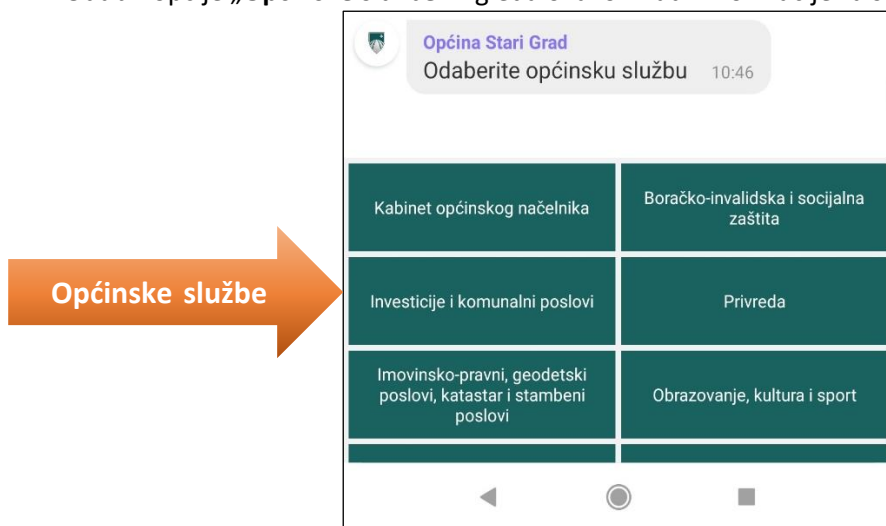 Općina Stari Grad
Odaberite općinsku službu 10:46
Kabinet općinskog načelnika
Boračko-invalidska i socijalna
zaštita
Općinske službe
Investicije i komunalni poslovi
Privreda
Imovinsko-pravni, geodetski
poslovi, katastar i stambeni
poslovi
Obrazovanje, kultura i sport